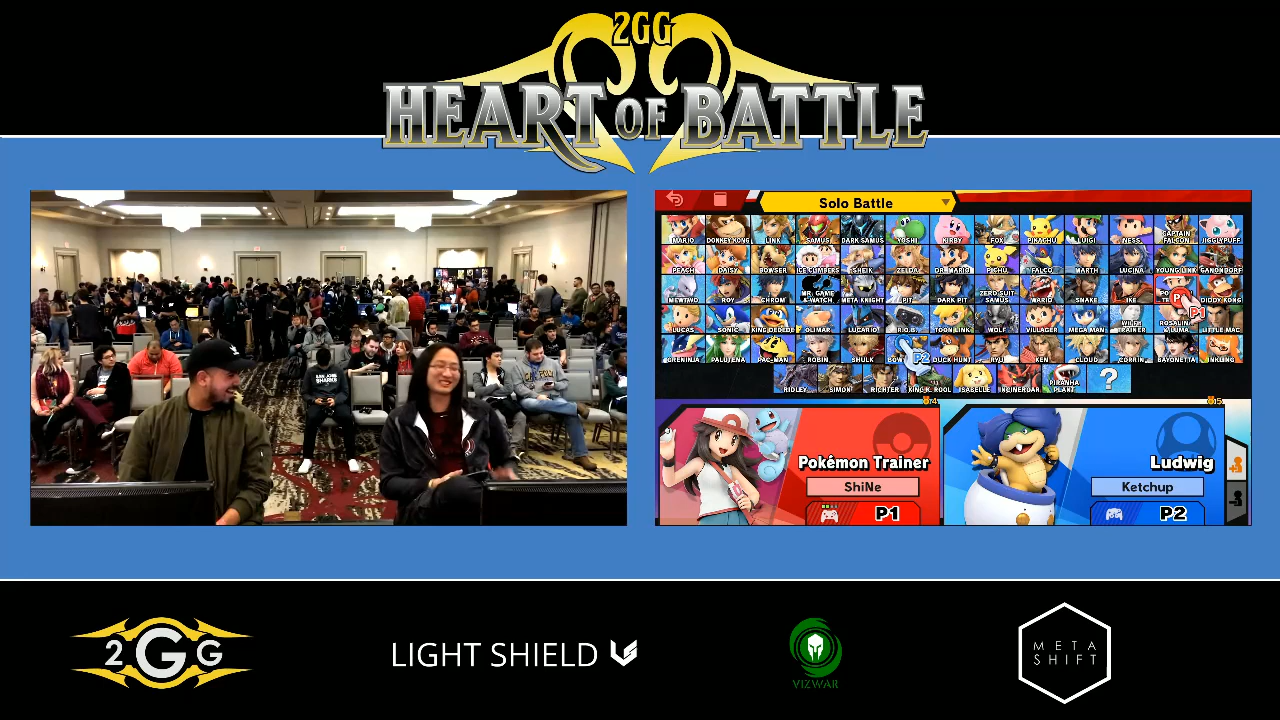 2GG
HEART OF BATTLE
Solo Battle
MARIO DONKEY KONG LINK SAMUS DARK SAMUS YOSHI KIRBY FOX PIKACHU LUIGI NESS CAPTAIN FALCON JIGGLYPUFF
PEACH DAISY BOWSER ICE CLIMBERS SHEIK ZELDA DR. MARIO PICHU FALCO MARTH LUCINA YOUNG LINK GANONDORF
MEWTWO ROY CHROM MR. GAME & WATCH META KNIGHT PIT DARK PIT ZERO SUIT SAMUS WARIO SNAKE IKE DIDDY KONG
P1
LUCAS SONIC KING DEDEDE OLIMAR LUCARIO R.O.B. TOON LINK WOLF VILLAGER MEGA MAN WII FIT TRAINER ROSALINA & LUMA LITTLE MAC
GRENINJA PALUTENA PAC-MAN ROBIN SHULK P2 DUCK HUNT RYU KEN CLOUD CORRIN BAYONETTA INKLING
RIDLEY SIMON RICHTER KING K. ROOL ISABELLE INCINEROAR PIRANHA PLANT ?
4 5
Pokémon Trainer
ShiNe
P1
Ludwig
Ketchup
P2
SAN JOSE
SHARKS
2GG
LIGHT SHIELD
VIZWAR
META
SHIFT